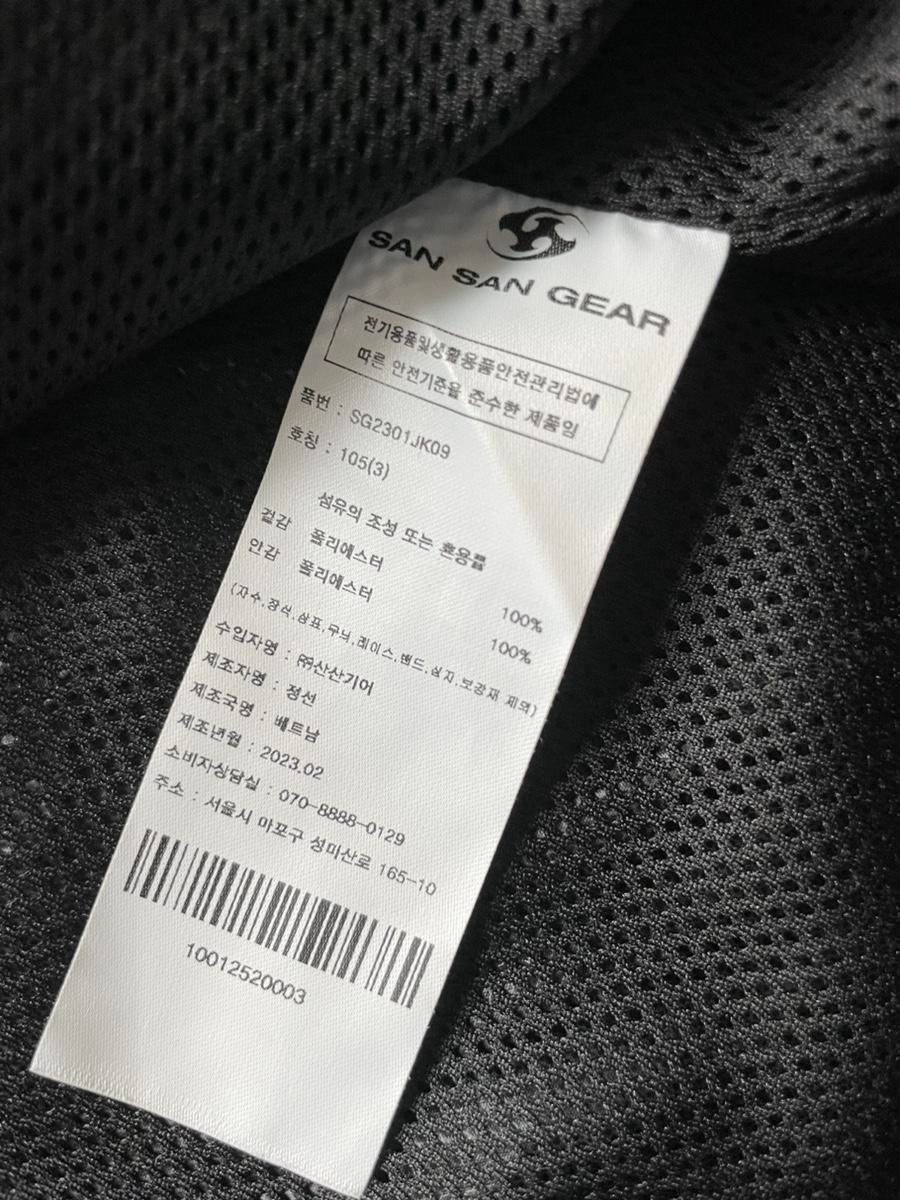 SAN SAN GEAR
전기용품및생활용품안전관리법에
따른 안전기준을 준수한 제품임
품번 : SG2301JK09
호칭 : 105(3)
섬유의 조성 또는 혼용률
겉감 폴리에스터 100%
안감 폴리에스터 100%
(자수,장식,상표,무늬,레이스,밴드,심지,보강재 제외)
수입자명 : ㈜산산기어
제조자명 : 정선
제조국명 : 베트남
제조년월 : 2023.02
소비자상담실 : 070-8888-0129
주소 : 서울시 마포구 성미산로 165-10
10012520003